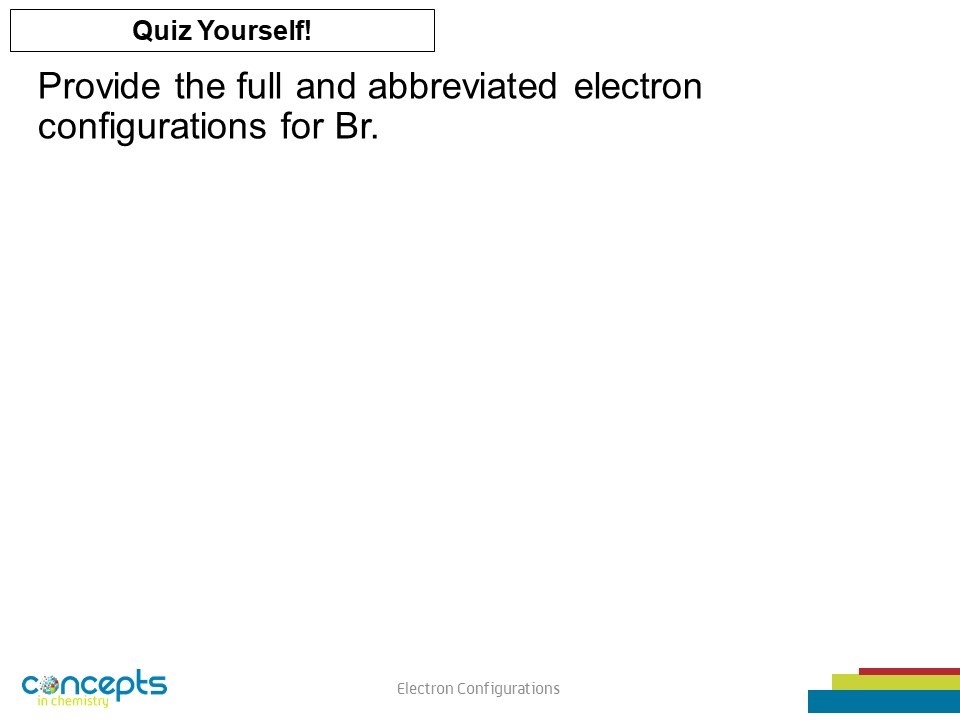 Quiz Yourself!
Provide the full and abbreviated electron
configurations for Br.
concepts
in chemistry
Electron Configurations